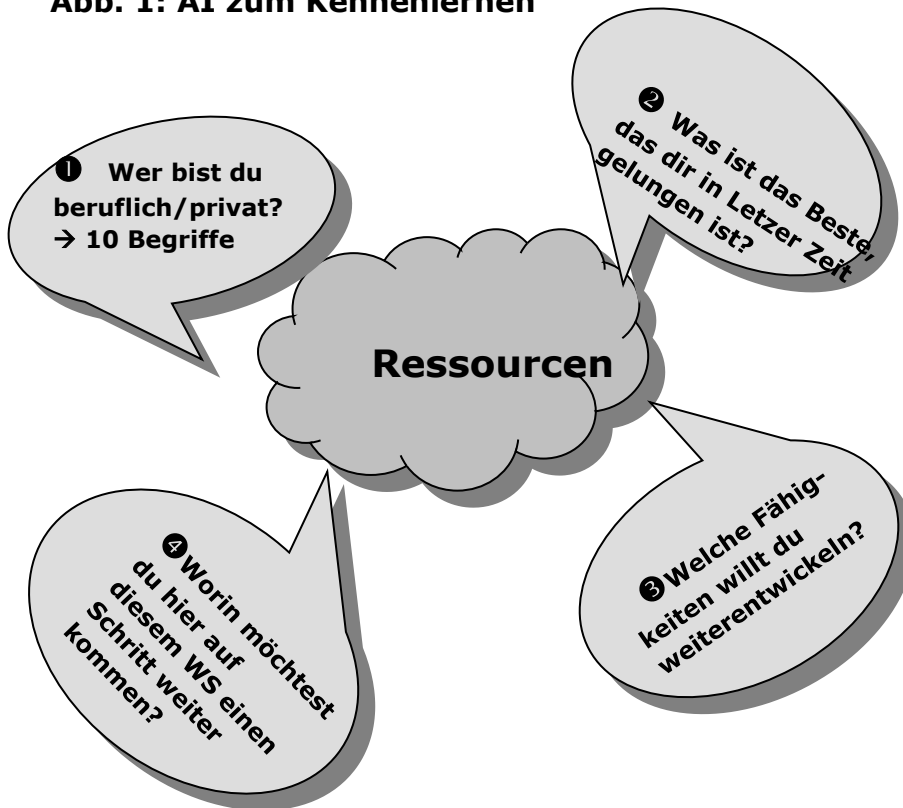 Abb. 1: AI zum Kennenlernen
❶ Wer bist du
beruflich/privat?
→ 10 Begriffe
❷ Was ist das Beste,
das dir in Letzer Zeit
gelungen ist?
Ressourcen
❸Welche Fähig-
keiten willt du
weiterentwickeln?
❹Worin möchtest
du hier auf
diesem WS einen
Schritt weiter
kommen?